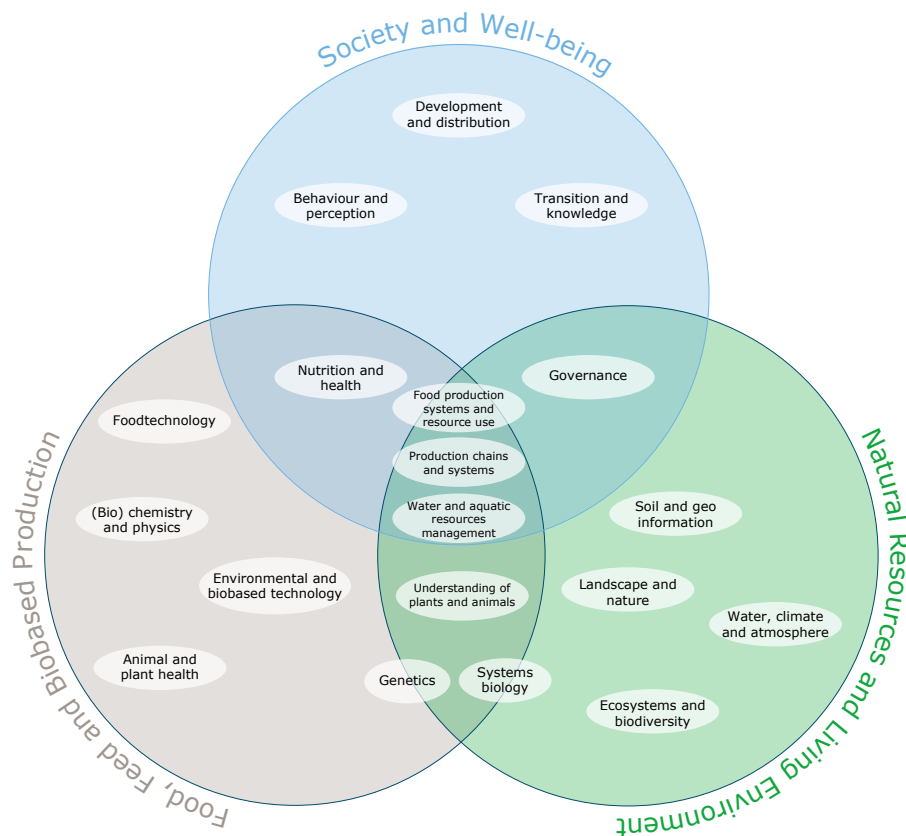 Society and Well-being
Development
and distribution
Behaviour and
perception
Transition and
knowledge
Nutrition and
health
Governance
Food production
systems and
resource use
Foodtechnology
Production chains
and systems
(Bio) chemistry
and physics
Water and aquatic
resources
management
Soil and geo
information
Environmental and
biobased technology
Understanding of
plants and animals
Landscape and
nature
Water, climate
and atmosphere
Animal and
plant health
Genetics
Systems
biology
Ecosystems and
biodiversity
Food, Feed and Biobased Production
Natural Resources and Living Environment